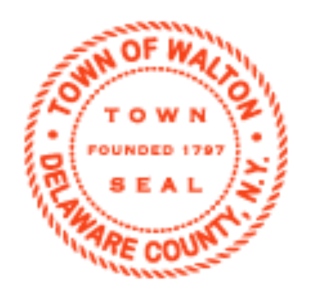 TOWN OF WALTON
TOWN
FOUNDED 1797
SEAL
DELAWARE COUNTY, N.Y.